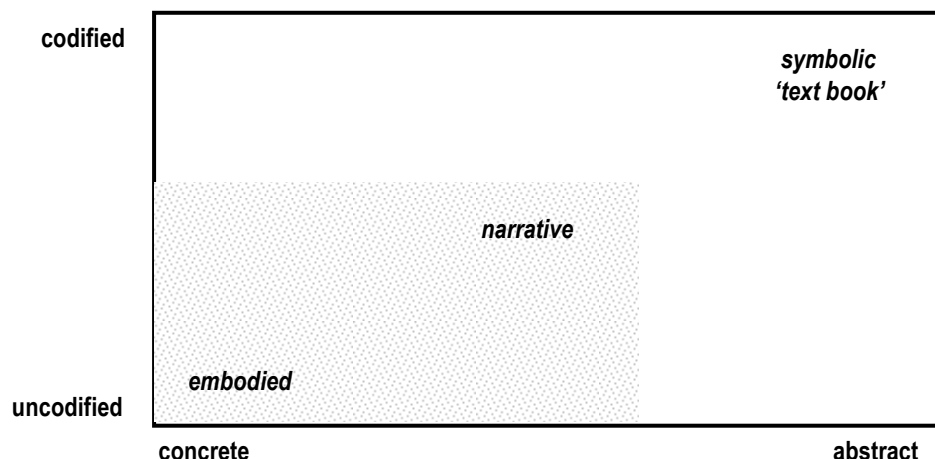 codified
symbolic
‘text book’
narrative
embodied
uncodified
concrete
abstract